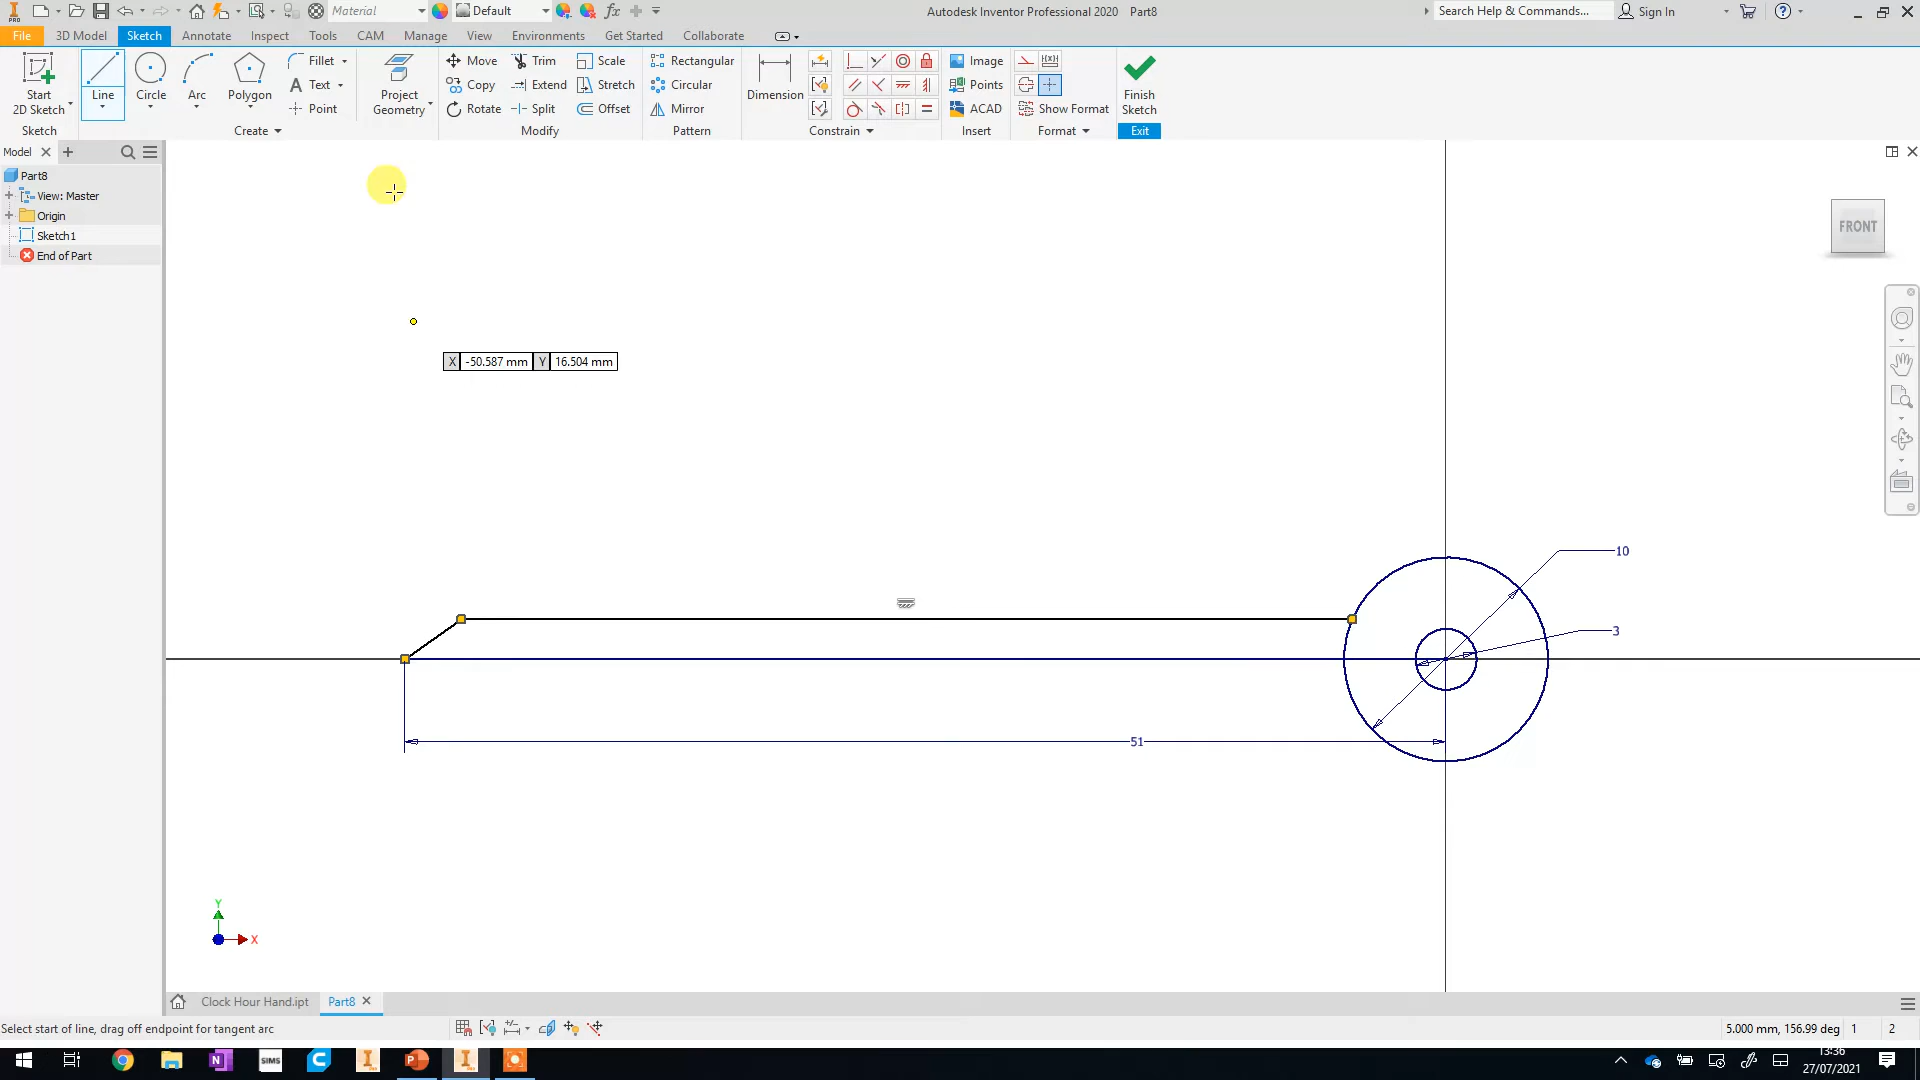 Material
Default
Autodesk Inventor Professional 2020 Part8
Search Help & Commands...
Sign In
File
3D Model
Sketch
Annotate
Inspect
Tools
CAM
Manage
View
Environments
Get Started
Collaborate
Start
2D Sketch
Line
Circle
Arc
Polygon
Fillet
Text
Point
Project
Geometry
Move
Copy
Rotate
Trim
Extend
Split
Scale
Stretch
Offset
Rectangular
Circular
Mirror
Dimension
Image
Points
ACAD
Show Format
Finish
Sketch
Sketch
Create
Modify
Pattern
Constrain
Insert
Format
Exit
Model
Part8
View: Master
Origin
Sketch1
End of Part
FRONT
X -50.587 mm Y 16.504 mm
10
3
51
Y
X
Clock Hour Hand.ipt
Part8
Select start of line, drag off endpoint for tangent arc
5.000 mm, 156.99 deg 1 2
13:36
27/07/2021
SIMS